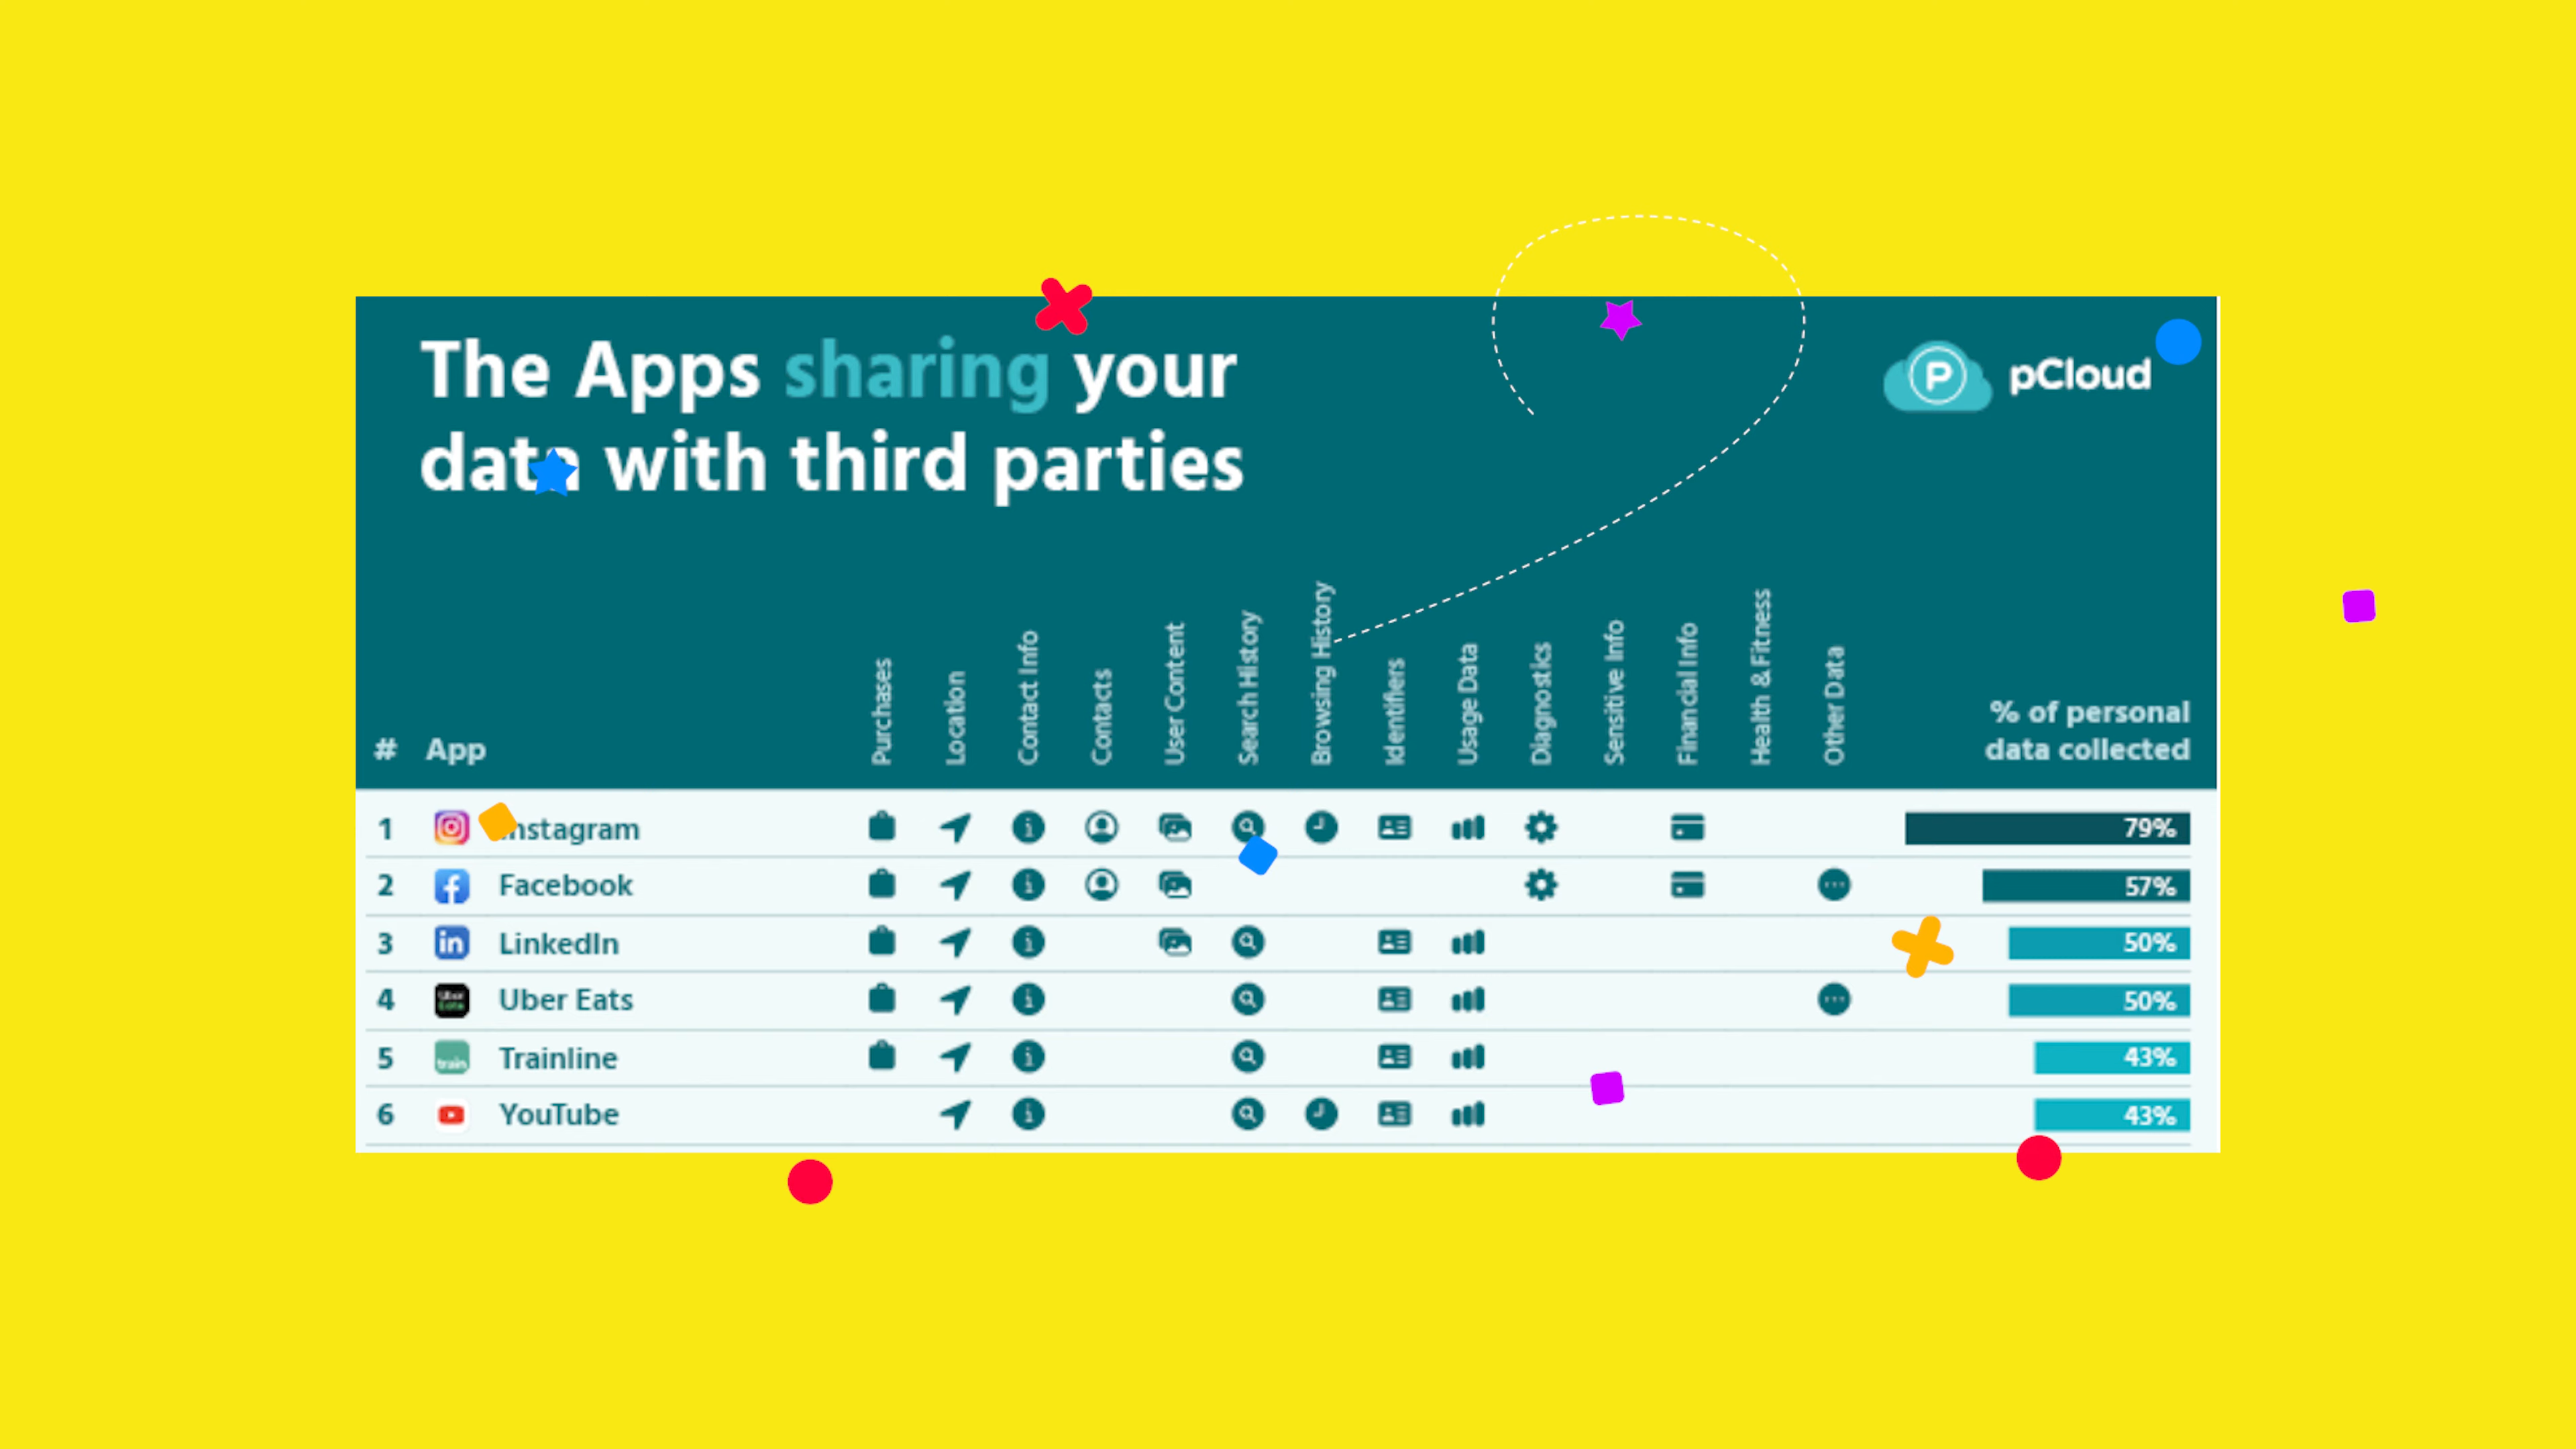 The Apps sharing your
data with third parties
pCloud
# App Purchases Location Contact Info Contacts User Content Search History Browsing History Identifiers Usage Data Diagnostics Sensitive Info Financial Info Health & Fitness Other Data % of personal
data collected
1 Instagram 79%
2 Facebook 57%
3 LinkedIn 50%
4 Uber Eats 50%
5 train Trainline 43%
6 YouTube 43%